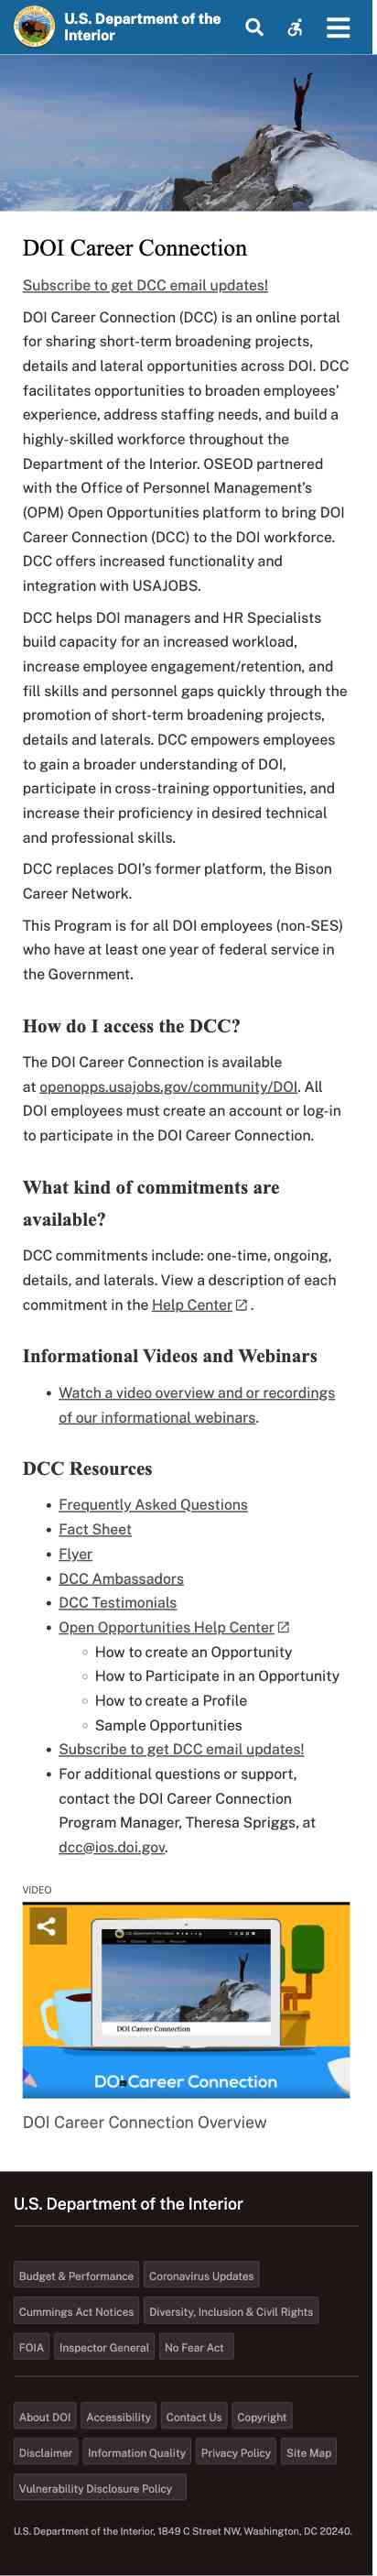 U.S. Department of the
Interior
DOI Career Connection
Subscribe to get DCC email updates!
DOI Career Connection (DCC) is an online portal
for sharing short-term broadening projects,
details and lateral opportunities across DOI. DCC
facilitates opportunities to broaden employees'
experience, address staffing needs, and build a
highly-skilled workforce throughout the
Department of the Interior. OSEOD partnered
with the Office of Personnel Management's
(OPM) Open Opportunities platform to bring DOI
Career Connection (DCC) to the DOI workforce.
DCC offers increased functionality and
integration with USAJOBS.
DCC helps DOI managers and HR Specialists
build capacity for an increased workload,
increase employee engagement/retention, and
fill skills and personnel gaps quickly through the
promotion of short-term broadening projects,
details and laterals. DCC empowers employees
to gain a broader understanding of DOI,
participate in cross-training opportunities, and
increase their proficiency in desired technical
and professional skills.
DCC replaces DOI's former platform, the Bison
Career Network.
This Program is for all DOI employees (non-SES)
who have at least one year of federal service in
the Government.
How do I access the DCC?
The DOI Career Connection is available
at openopps.usajobs.gov/community/DOI. All
DOI employees must create an account or log-in
to participate in the DOI Career Connection.
What kind of commitments are
available?
DCC commitments include: one-time, ongoing,
details, and laterals. View a description of each
commitment in the Help Center .
Informational Videos and Webinars
• Watch a video overview and or recordings
of our informational webinars.
DCC Resources
• Frequently Asked Questions
• Fact Sheet
• Flyer
• DCC Ambassadors
• DCC Testimonials
• Open Opportunities Help Center
◦ How to create an Opportunity
◦ How to Participate in an Opportunity
◦ How to create a Profile
◦ Sample Opportunities
• Subscribe to get DCC email updates!
• For additional questions or support,
contact the DOI Career Connection
Program Manager, Theresa Spriggs, at
dcc@ios.doi.gov.
VIDEO
DOI Career Connection
DOI Career Connection
DOI Career Connection Overview
U.S. Department of the Interior
Budget & Performance Coronavirus Updates
Cummings Act Notices Diversity, Inclusion & Civil Rights
FOIA Inspector General No Fear Act
About DOI Accessibility Contact Us Copyright
Disclaimer Information Quality Privacy Policy Site Map
Vulnerability Disclosure Policy
U.S. Department of the Interior, 1849 C Street NW, Washington, DC 20240.